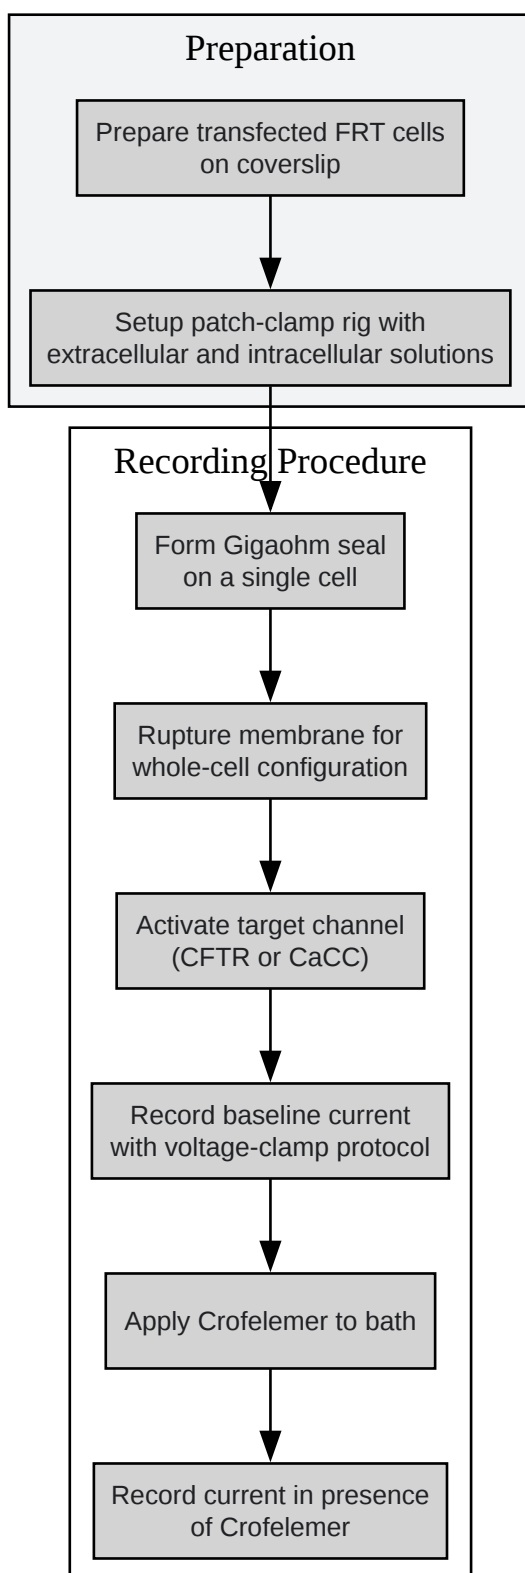 Preparation
Prepare transfected FRT cells
on coverslip
Setup patch-clamp rig with
extracellular and intracellular solutions
Recording Procedure
Form Gigaohm seal
on a single cell
Rupture membrane for
whole-cell configuration
Activate target channel
(CFTR or CaCC)
Record baseline current
with voltage-clamp protocol
Apply Crofelemer to bath
Record current in presence
of Crofelemer